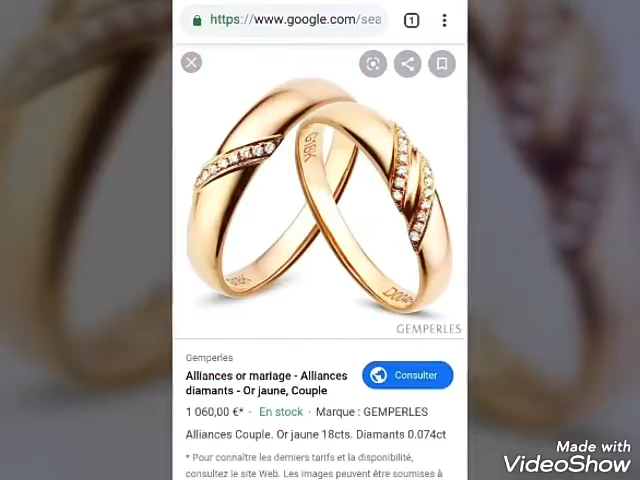 https://www.google.com/sea
1
G18K
GEMPERLES
Gemperles
Alliances or mariage - Alliances
diamants - Or jaune, Couple
Consulter
1 060,00 €* - En stock · Marque : GEMPERLES
Alliances Couple. Or jaune 18cts. Diamants 0.074ct
* Pour connaître les derniers tarifs et la disponibilité,
consultez le site Web. Les images peuvent être soumises à
Made with
VideoShow